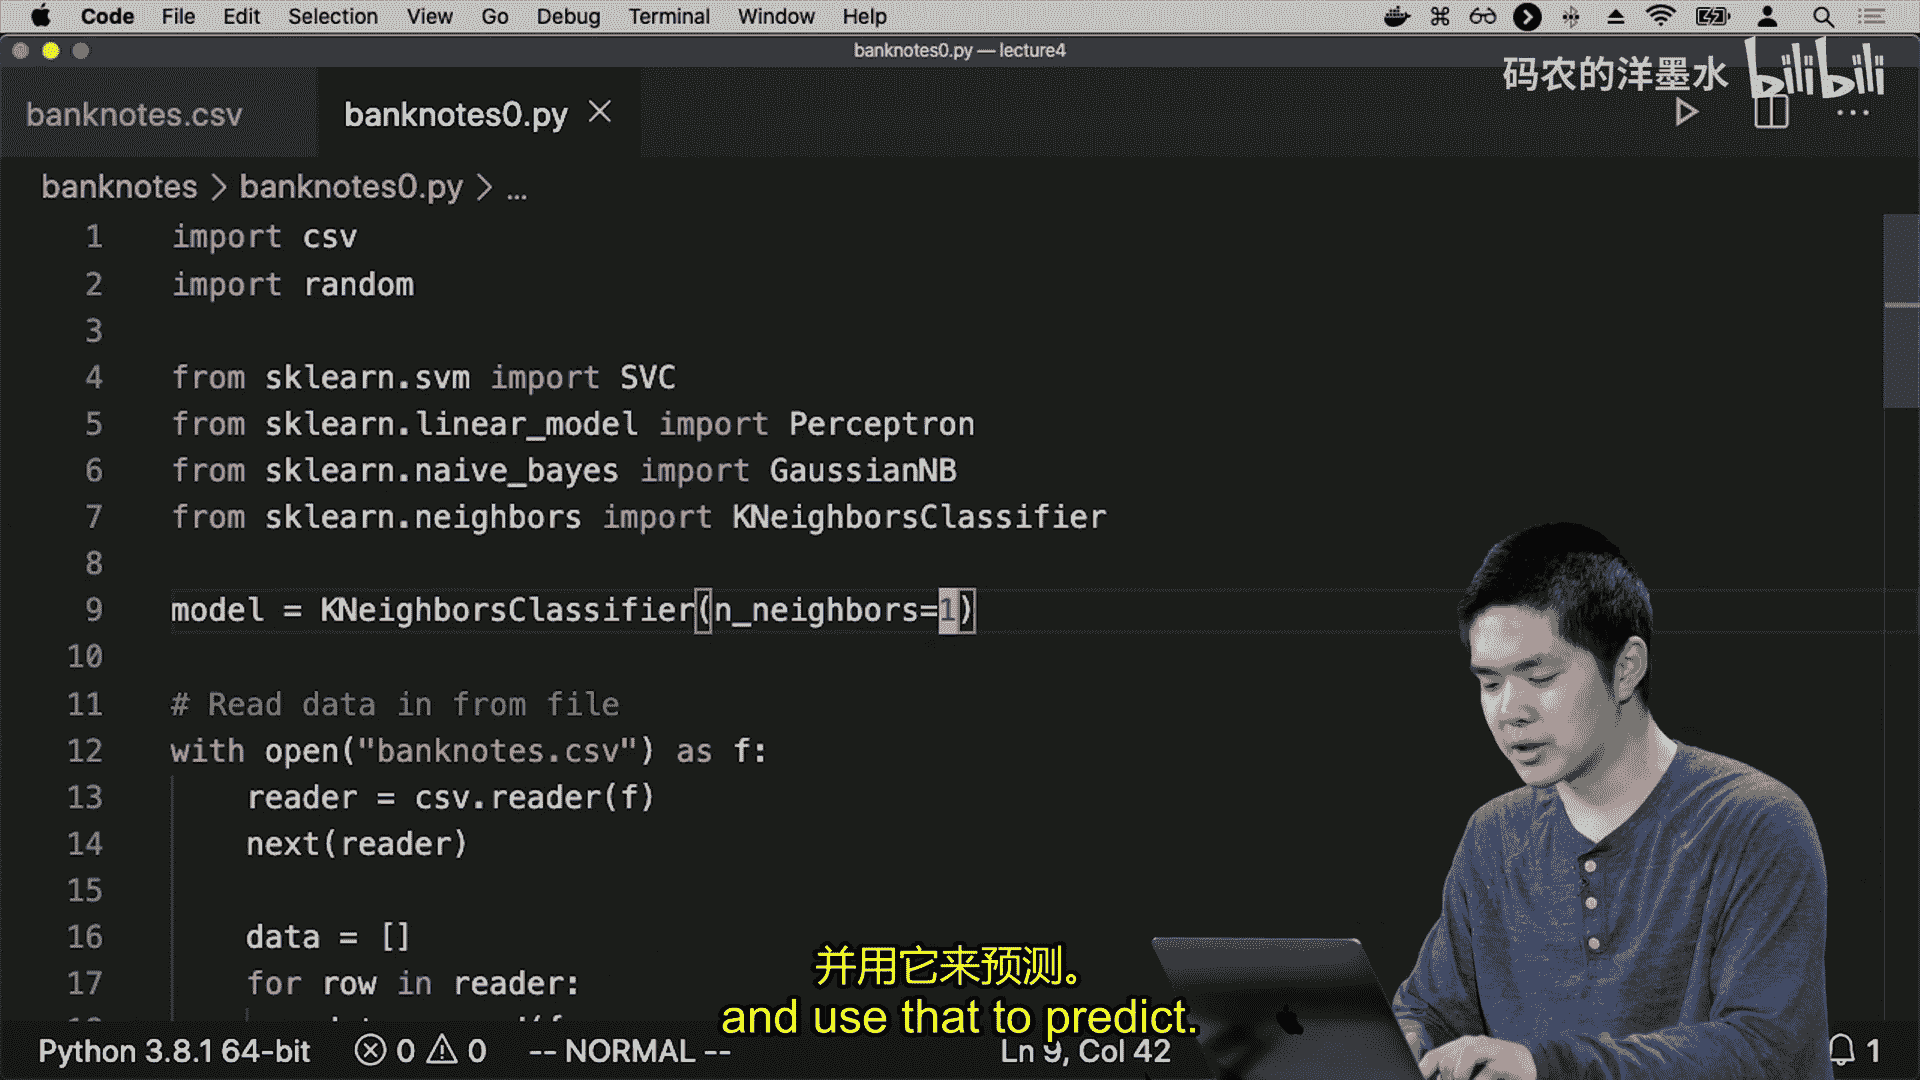 Code File Edit Selection View Go Debug Terminal Window Help
banknotes0.py — lecture4
码农的洋墨水 bilibili
banknotes.csv banknotes0.py
banknotes > banknotes0.py > ...
1 import csv
2 import random
3
4 from sklearn.svm import SVC
5 from sklearn.linear_model import Perceptron
6 from sklearn.naive_bayes import GaussianNB
7 from sklearn.neighbors import KNeighborsClassifier
8
9 model = KNeighborsClassifier(n_neighbors=1)
10
11 # Read data in from file
12 with open("banknotes.csv") as f:
13 reader = csv.reader(f)
14 next(reader)
15
16 data = []
17 for row in reader:
并用它来预测。
and use that to predict.
Python 3.8.1 64-bit 0 0 -- NORMAL -- Ln 9, Col 42 1